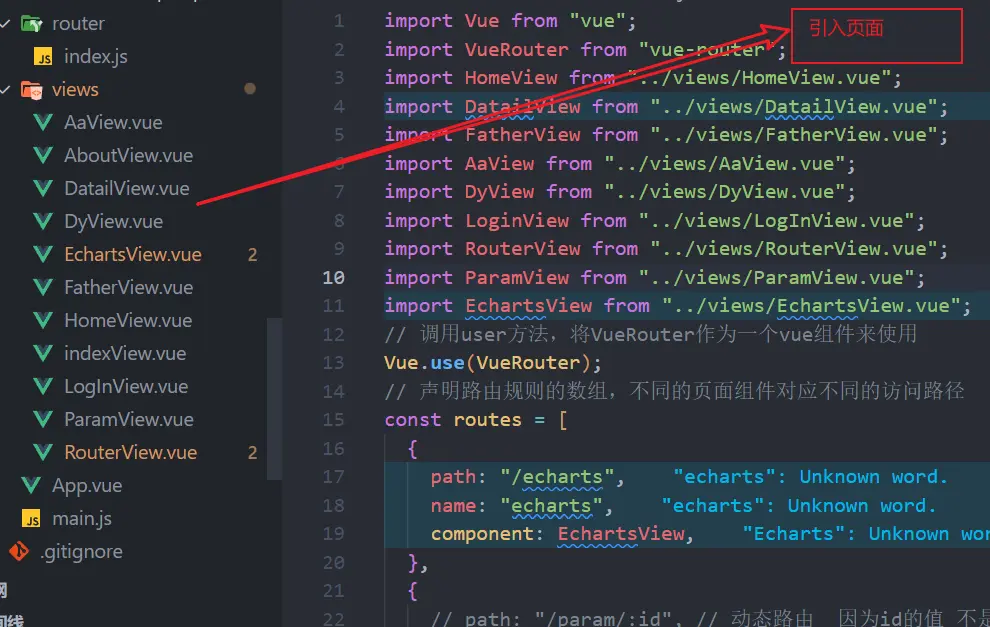 router
index.js
views
AaView.vue
AboutView.vue
DatailView.vue
DyView.vue
EchartsView.vue 2
FatherView.vue
HomeView.vue
indexView.vue
LogInView.vue
ParamView.vue
RouterView.vue 2
App.vue
main.js
.gitignore
引入页面
1 import Vue from "vue";
2 import VueRouter from "vue-router";
3 import HomeView from "../views/HomeView.vue";
4 import DatailView from "../views/DatailView.vue";
5 import FatherView from "../views/FatherView.vue";
6 import AaView from "../views/AaView.vue";
7 import DyView from "../views/DyView.vue";
8 import LoginView from "../views/LogInView.vue";
9 import RouterView from "../views/RouterView.vue";
10 import ParamView from "../views/ParamView.vue";
11 import EchartsView from "../views/EchartsView.vue";
12 // 调用user方法，将VueRouter作为一个vue组件来使用
13 Vue.use(VueRouter);
14 // 声明路由规则的数组，不同的页面组件对应不同的访问路径
15 const routes = [
16 {
17 path: "/echarts", "echarts": Unknown word.
18 name: "echarts", "echarts": Unknown word.
19 component: EchartsView, "Echarts": Unknown wor
20 },
21 {
22 // path: "/param/:id", // 动态路由 因为id的值 不是